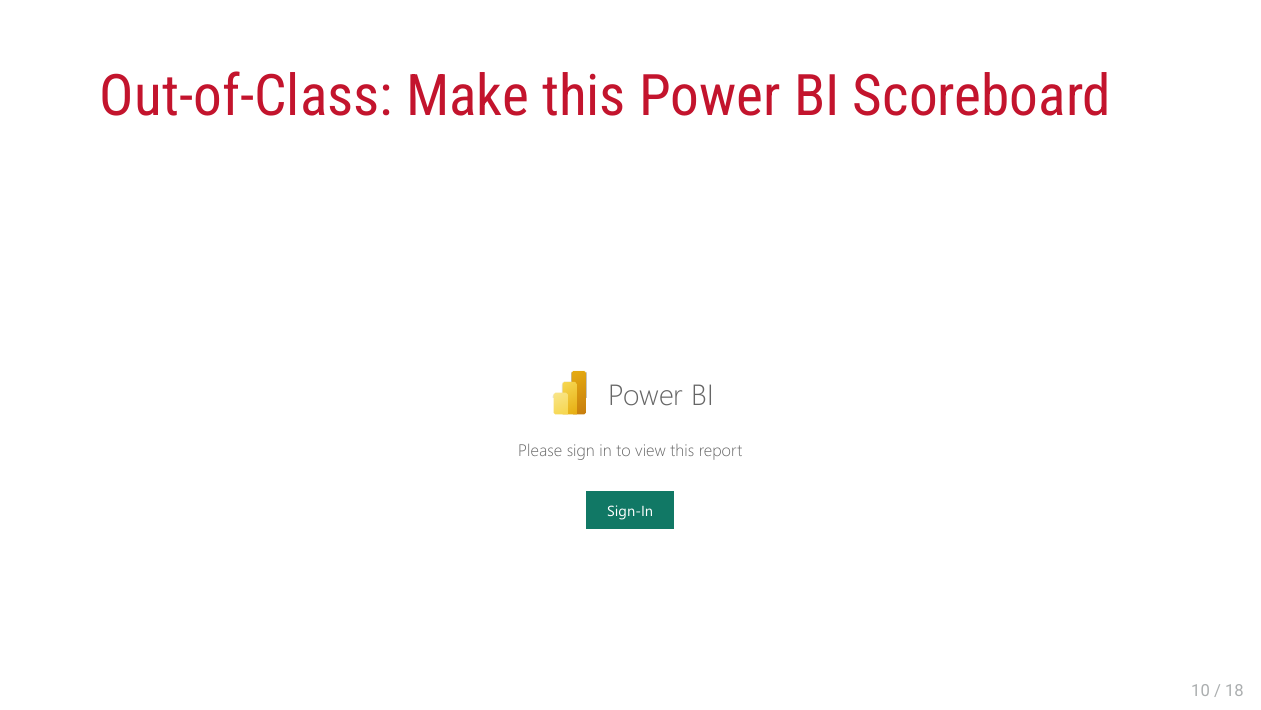 Out-of-Class: Make this Power BI Scoreboard
Power BI
Please sign in to view this report
Sign-In
10 / 18